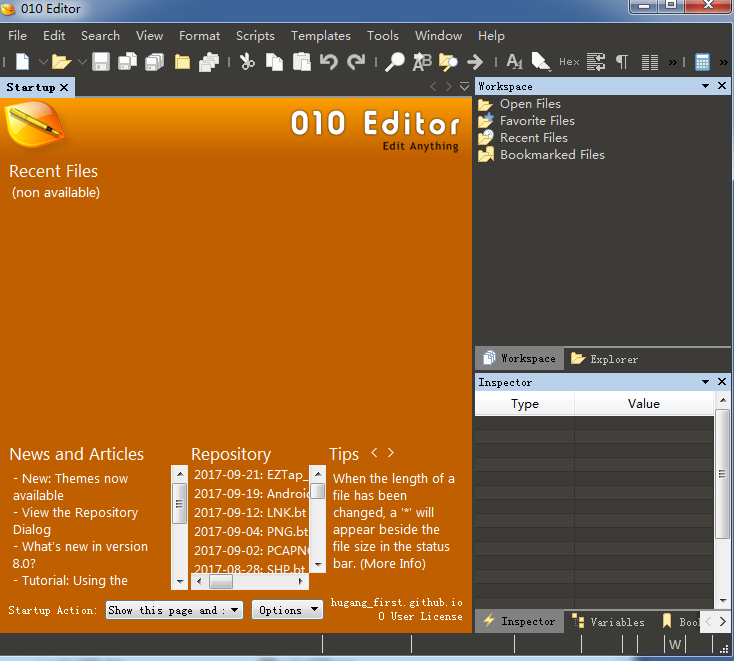 010 Editor
File Edit Search View Format Scripts Templates Tools Window Help
Hex
Startup
010 Editor
Edit Anything
Recent Files
(non available)
News and Articles
- New: Themes now
available
- View the Repository
Dialog
- What's new in version
8.0?
- Tutorial: Using the
Repository
2017-09-21: EZTap_
2017-09-19: Android
2017-09-12: LNK.bt
2017-09-04: PNG.bt
2017-09-02: PCAPNG
2017-08-28: SHP.bt
Tips < >
When the length of a
file has been
changed, a '*' will
appear beside the
file size in the status
bar. (More Info)
Startup Action: Show this page and : Options
hugang_first.github.io
0 User License
Workspace
Open Files
Favorite Files
Recent Files
Bookmarked Files
Workspace Explorer
Inspector
Type Value
Inspector Variables Boo
W